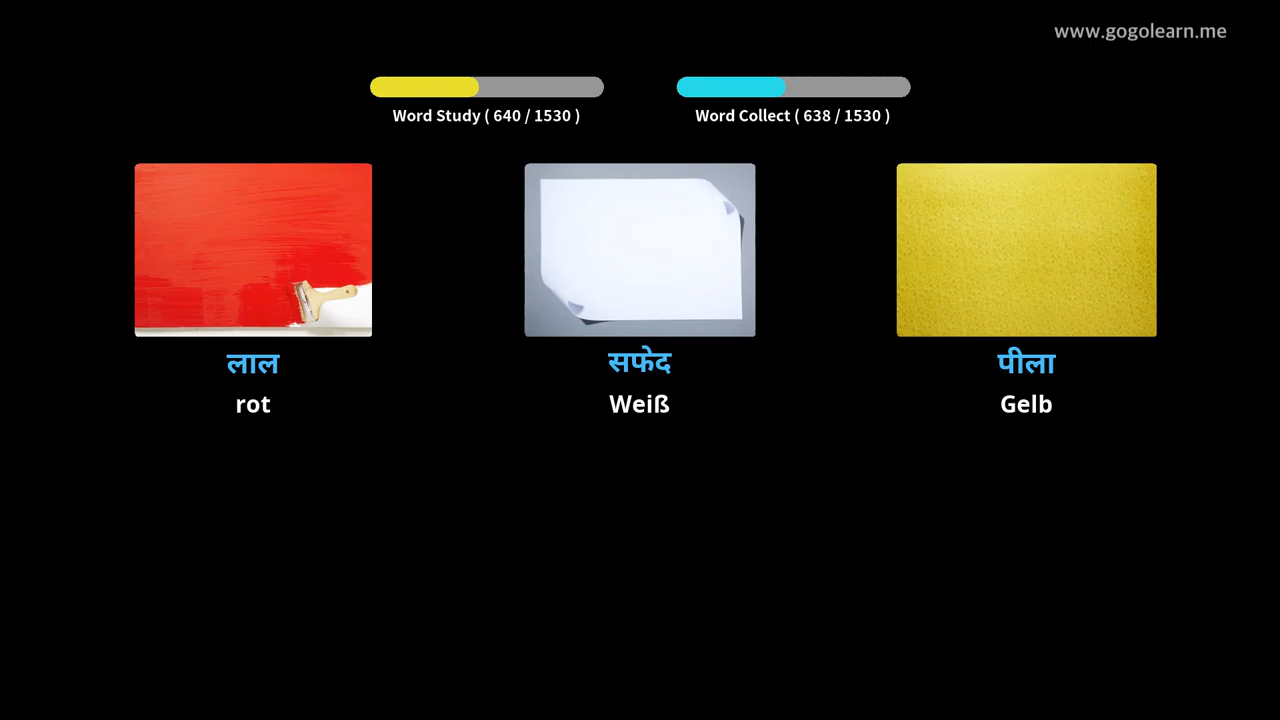 www.gogolearn.me
Word Study ( 640 / 1530 )
Word Collect ( 638 / 1530 )
लाल
सफेद
पीला
rot
Weiß
Gelb